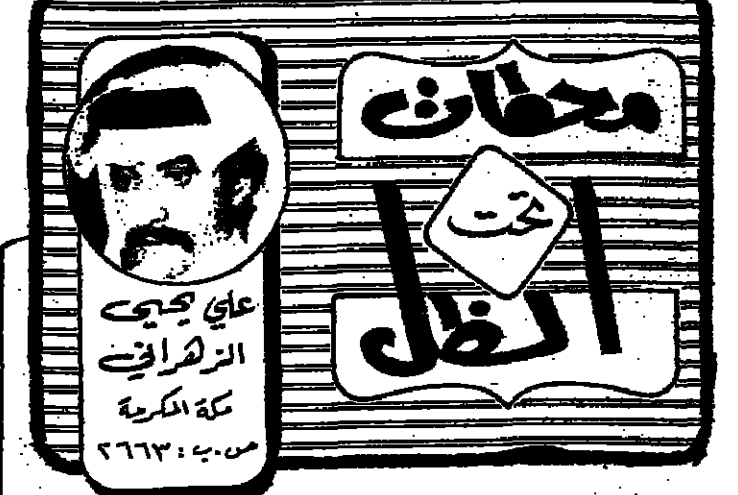 محطات
تحت
الظل
علي يحيى
الزهراني
مكة المكرمة
ص.ب : ٢٦٦٣